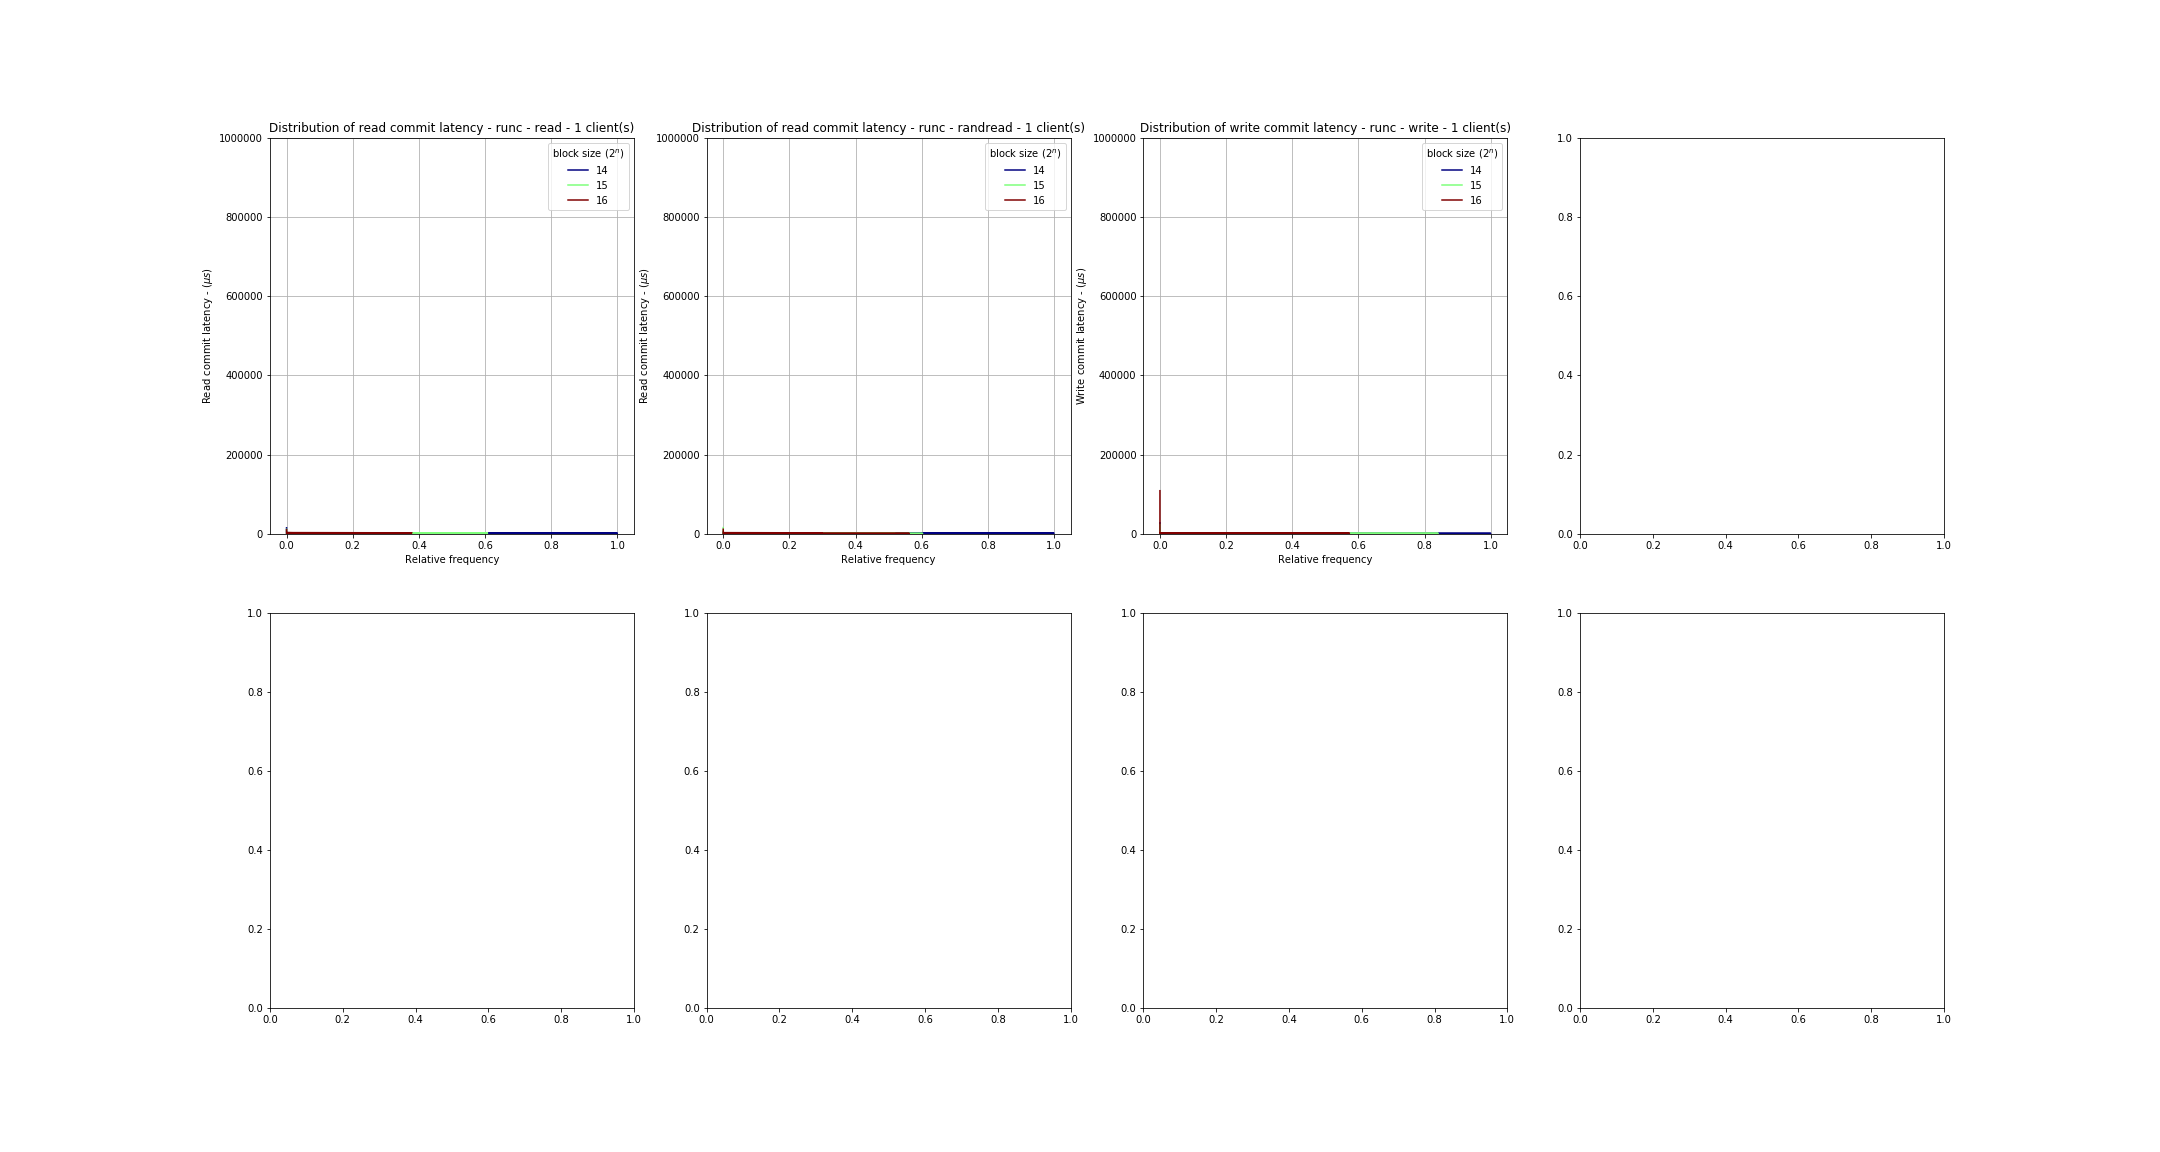 Distribution of read commit latency - runc - read - 1 client(s)
Distribution of read commit latency - runc - randread - 1 client(s)
Distribution of write commit latency - runc - write - 1 client(s)
1000000
800000
600000
400000
200000
0
Read commit latency - (μs)
block size (2ⁿ)
14
15
16
0.0 0.2 0.4 0.6 0.8 1.0
Relative frequency
1000000
800000
600000
400000
200000
0
Read commit latency - (μs)
block size (2ⁿ)
14
15
16
0.0 0.2 0.4 0.6 0.8 1.0
Relative frequency
1000000
800000
600000
400000
200000
0
Write commit latency - (μs)
block size (2ⁿ)
14
15
16
0.0 0.2 0.4 0.6 0.8 1.0
Relative frequency
1.0
0.8
0.6
0.4
0.2
0.0
0.0 0.2 0.4 0.6 0.8 1.0
1.0
0.8
0.6
0.4
0.2
0.0
0.0 0.2 0.4 0.6 0.8 1.0
1.0
0.8
0.6
0.4
0.2
0.0
0.0 0.2 0.4 0.6 0.8 1.0
1.0
0.8
0.6
0.4
0.2
0.0
0.0 0.2 0.4 0.6 0.8 1.0
1.0
0.8
0.6
0.4
0.2
0.0
0.0 0.2 0.4 0.6 0.8 1.0